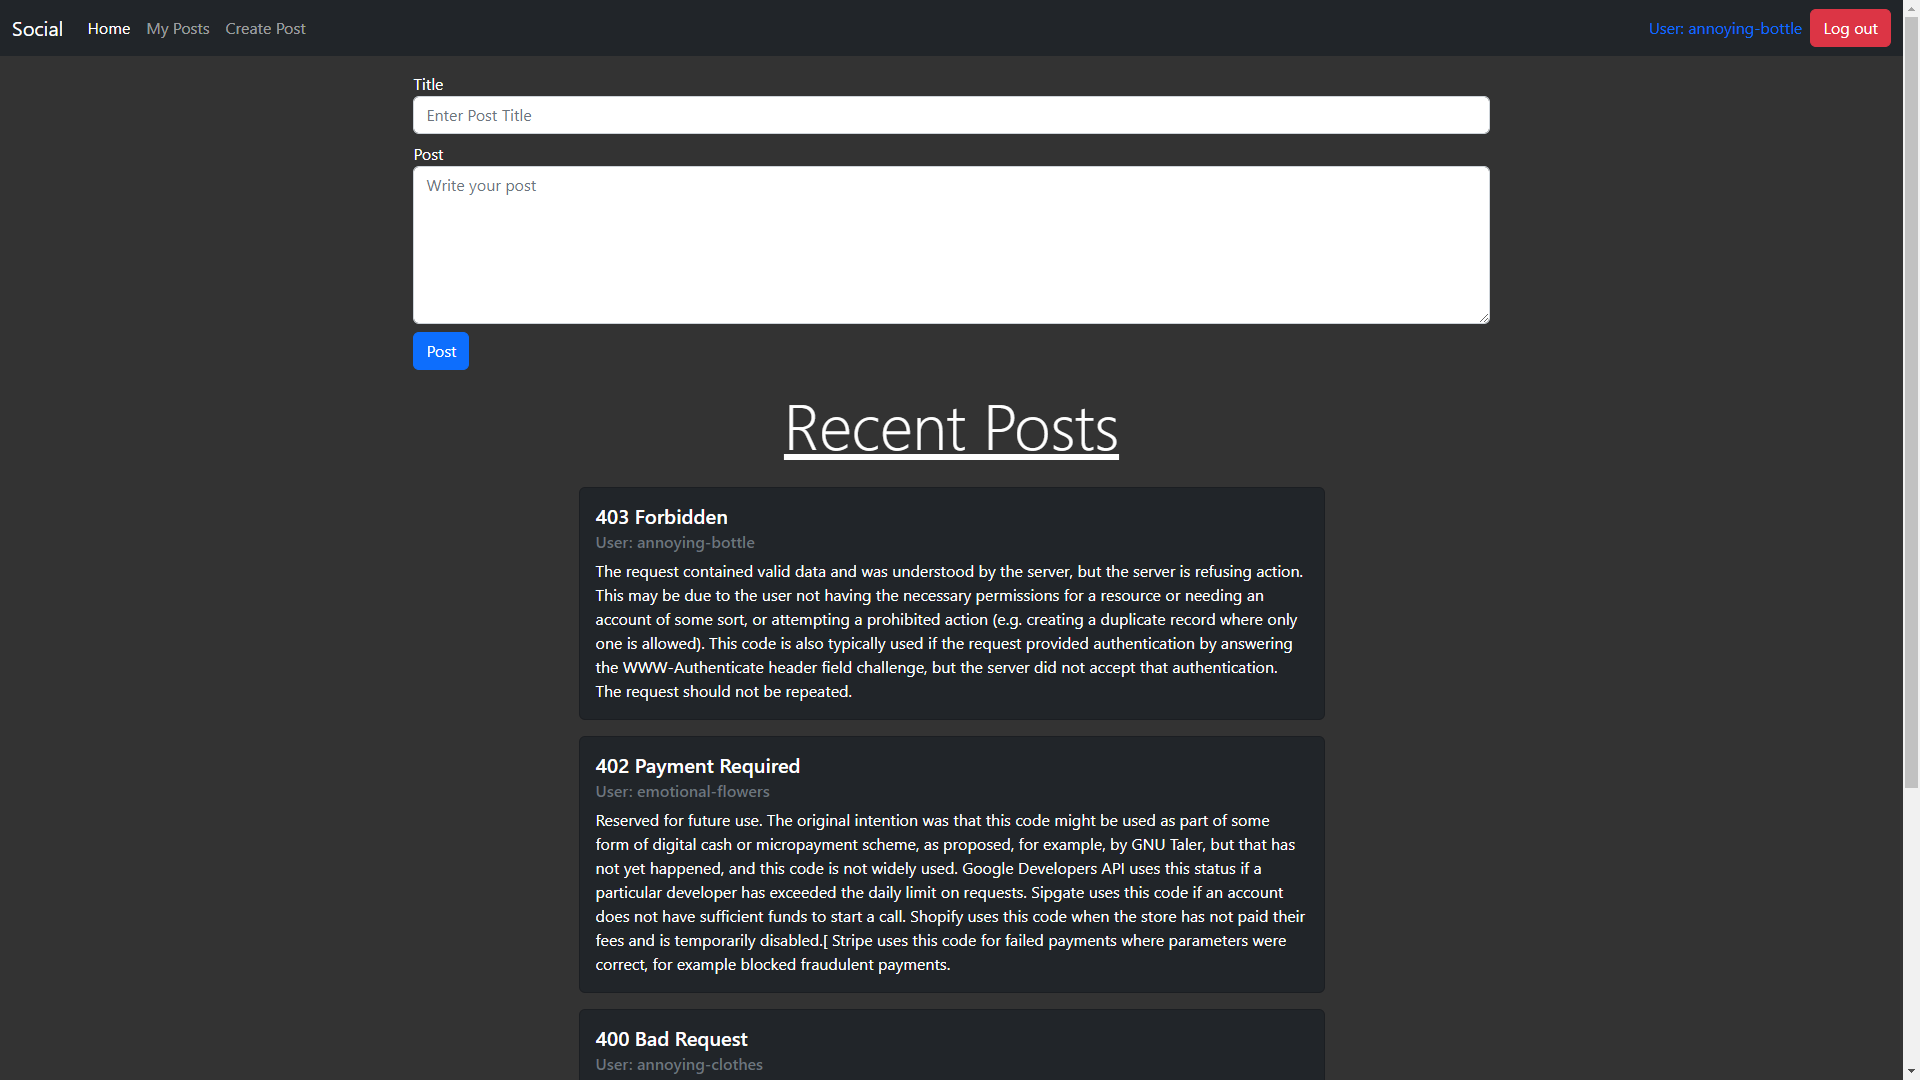 Social Home My Posts Create Post User: annoying-bottle Log out
Title
Enter Post Title
Post
Write your post
Post
Recent Posts
403 Forbidden
User: annoying-bottle
The request contained valid data and was understood by the server, but the server is refusing action.
This may be due to the user not having the necessary permissions for a resource or needing an
account of some sort, or attempting a prohibited action (e.g. creating a duplicate record where only
one is allowed). This code is also typically used if the request provided authentication by answering
the WWW-Authenticate header field challenge, but the server did not accept that authentication.
The request should not be repeated.
402 Payment Required
User: emotional-flowers
Reserved for future use. The original intention was that this code might be used as part of some
form of digital cash or micropayment scheme, as proposed, for example, by GNU Taler, but that has
not yet happened, and this code is not widely used. Google Developers API uses this status if a
particular developer has exceeded the daily limit on requests. Sipgate uses this code if an account
does not have sufficient funds to start a call. Shopify uses this code when the store has not paid their
fees and is temporarily disabled.[ Stripe uses this code for failed payments where parameters were
correct, for example blocked fraudulent payments.
400 Bad Request
User: annoying-clothes